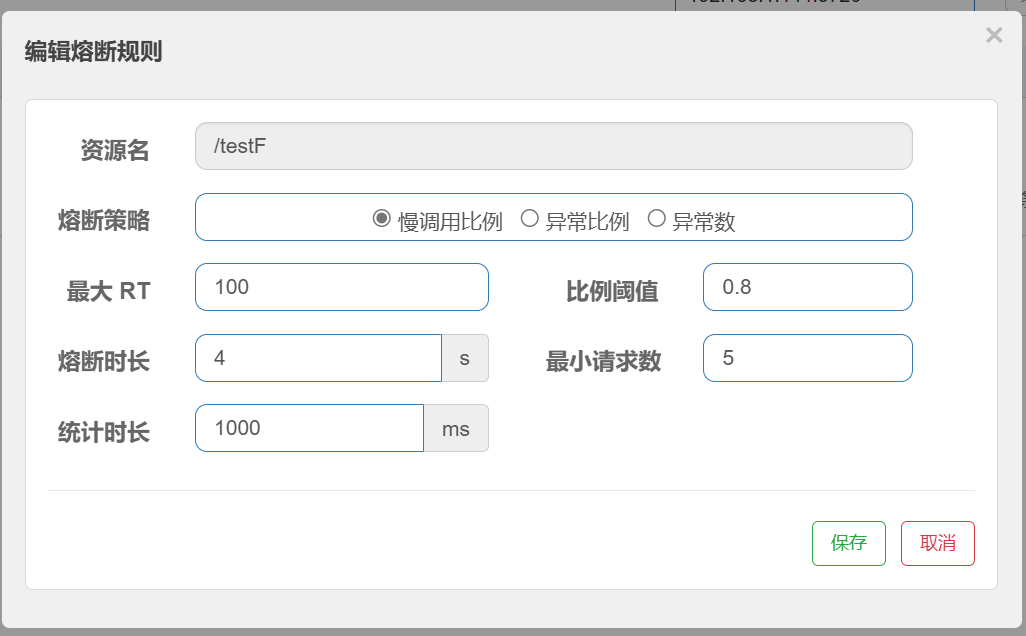 编辑熔断规则
×
资源名 /testF
熔断策略 慢调用比例 异常比例 异常数
最大 RT 100 比例阈值 0.8
熔断时长 4 s 最小请求数 5
统计时长 1000 ms
保存 取消